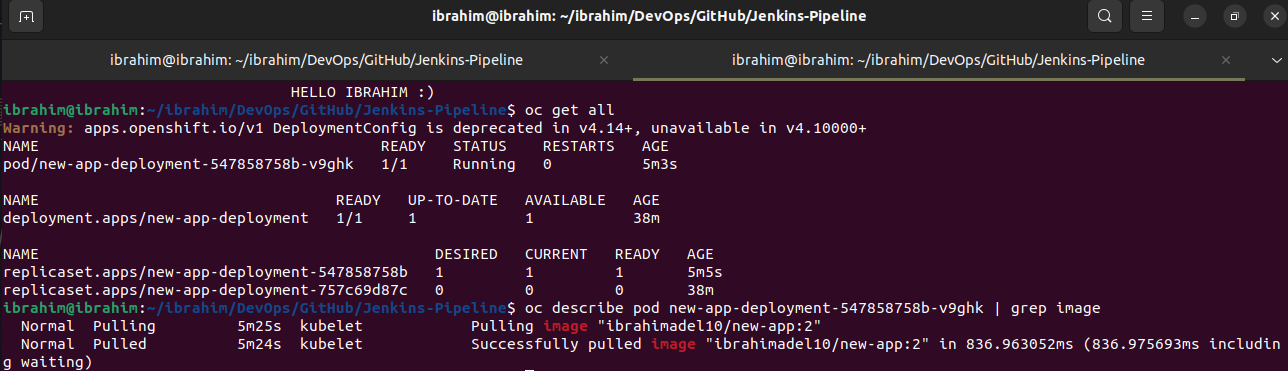 ibrahim@ibrahim: ~/ibrahim/DevOps/GitHub/Jenkins-Pipeline
ibrahim@ibrahim: ~/ibrahim/DevOps/GitHub/Jenkins-Pipeline × ibrahim@ibrahim: ~/ibrahim/DevOps/GitHub/Jenkins-Pipeline ×
HELLO IBRAHIM :)
ibrahim@ibrahim:~/ibrahim/DevOps/GitHub/Jenkins-Pipeline$ oc get all
Warning: apps.openshift.io/v1 DeploymentConfig is deprecated in v4.14+, unavailable in v4.10000+
NAME READY STATUS RESTARTS AGE
pod/new-app-deployment-547858758b-v9ghk 1/1 Running 0 5m3s
NAME READY UP-TO-DATE AVAILABLE AGE
deployment.apps/new-app-deployment 1/1 1 1 38m
NAME DESIRED CURRENT READY AGE
replicaset.apps/new-app-deployment-547858758b 1 1 1 5m5s
replicaset.apps/new-app-deployment-757c69d87c 0 0 0 38m
ibrahim@ibrahim:~/ibrahim/DevOps/GitHub/Jenkins-Pipeline$ oc describe pod new-app-deployment-547858758b-v9ghk | grep image
Normal Pulling 5m25s kubelet Pulling image "ibrahimadel10/new-app:2"
Normal Pulled 5m24s kubelet Successfully pulled image "ibrahimadel10/new-app:2" in 836.963052ms (836.975693ms includin
g waiting)